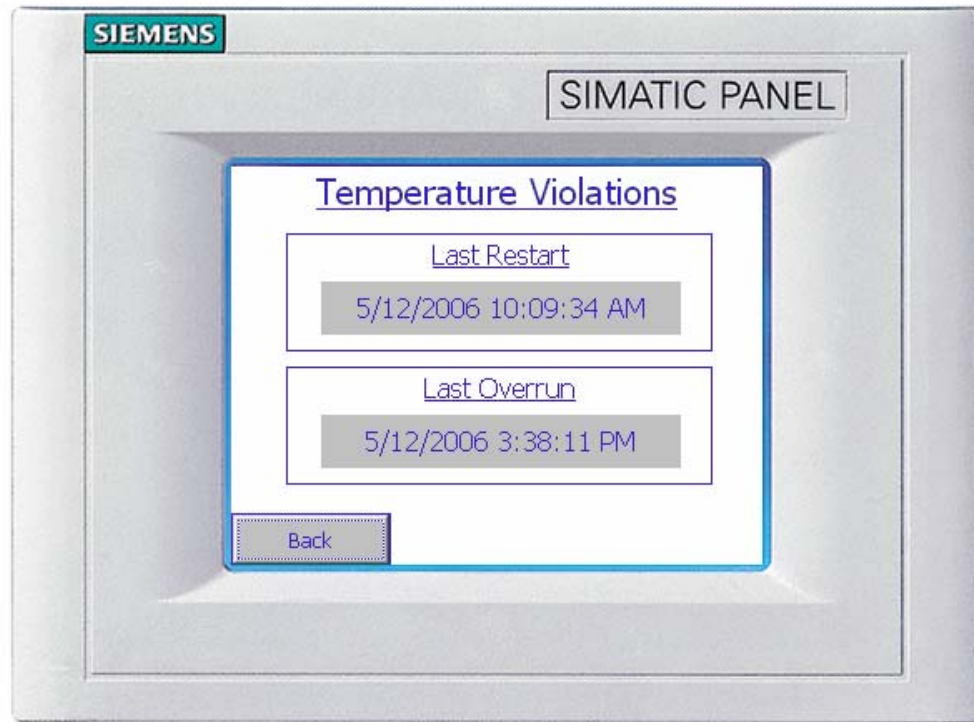 SIEMENS
SIMATIC PANEL
Temperature Violations
Last Restart
5/12/2006 10:09:34 AM
Last Overrun
5/12/2006 3:38:11 PM
Back